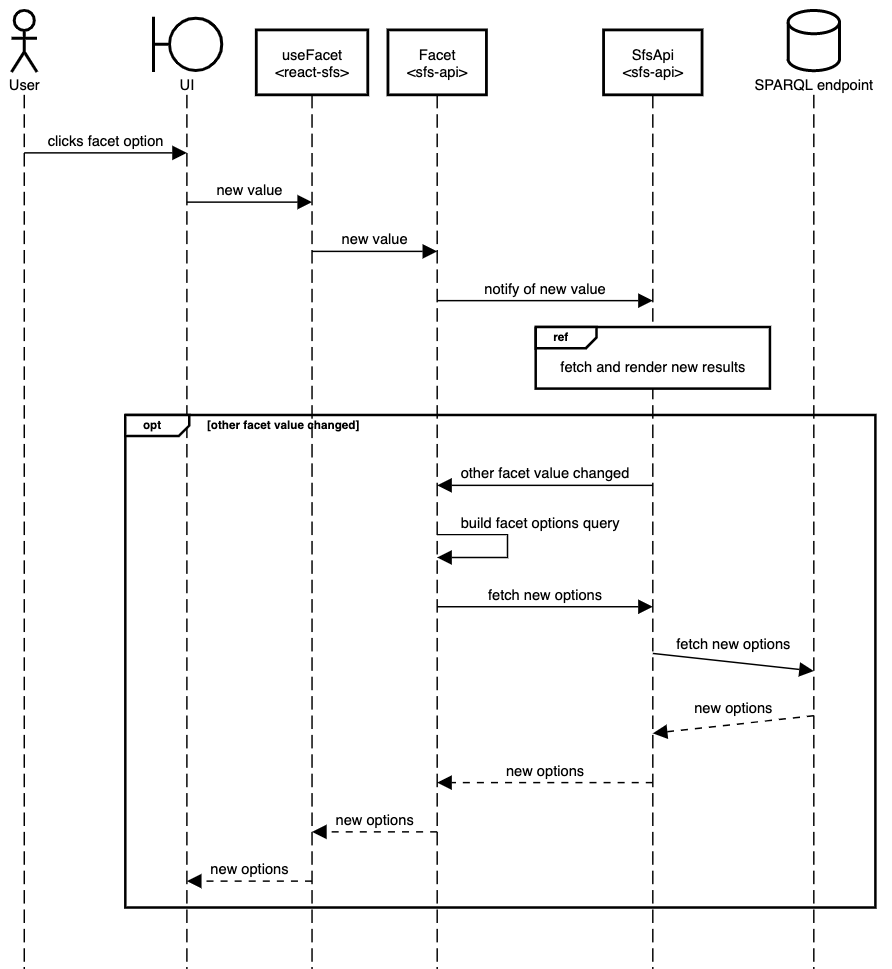 useFacet
<react-sfs>
Facet
<sfs-api>
SfsApi
<sfs-api>
User
UI
SPARQL endpoint
clicks facet option
new value
new value
notify of new value
ref
fetch and render new results
opt
[other facet value changed]
other facet value changed
build facet options query
fetch new options
fetch new options
new options
new options
new options
new options